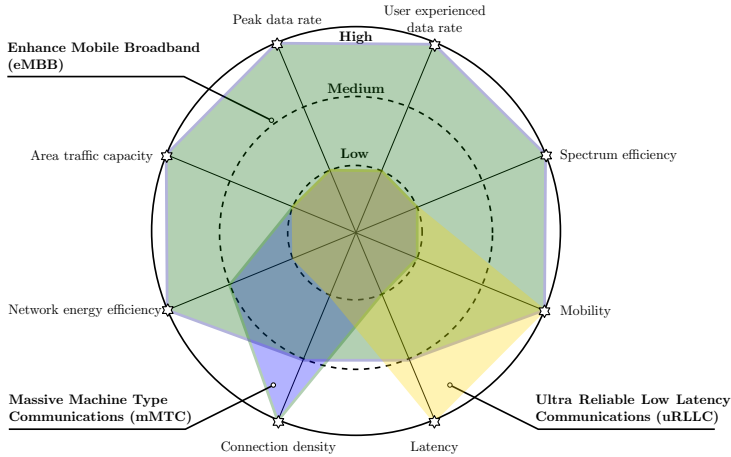 User experienced
data rate
Peak data rate
High
Enhance Mobile Broadband
(eMBB)
Medium
Low
Area traffic capacity
Spectrum efficiency
Network energy efficiency
Mobility
Massive Machine Type
Communications (mMTC)
Ultra Reliable Low Latency
Communications (uRLLC)
Connection density
Latency